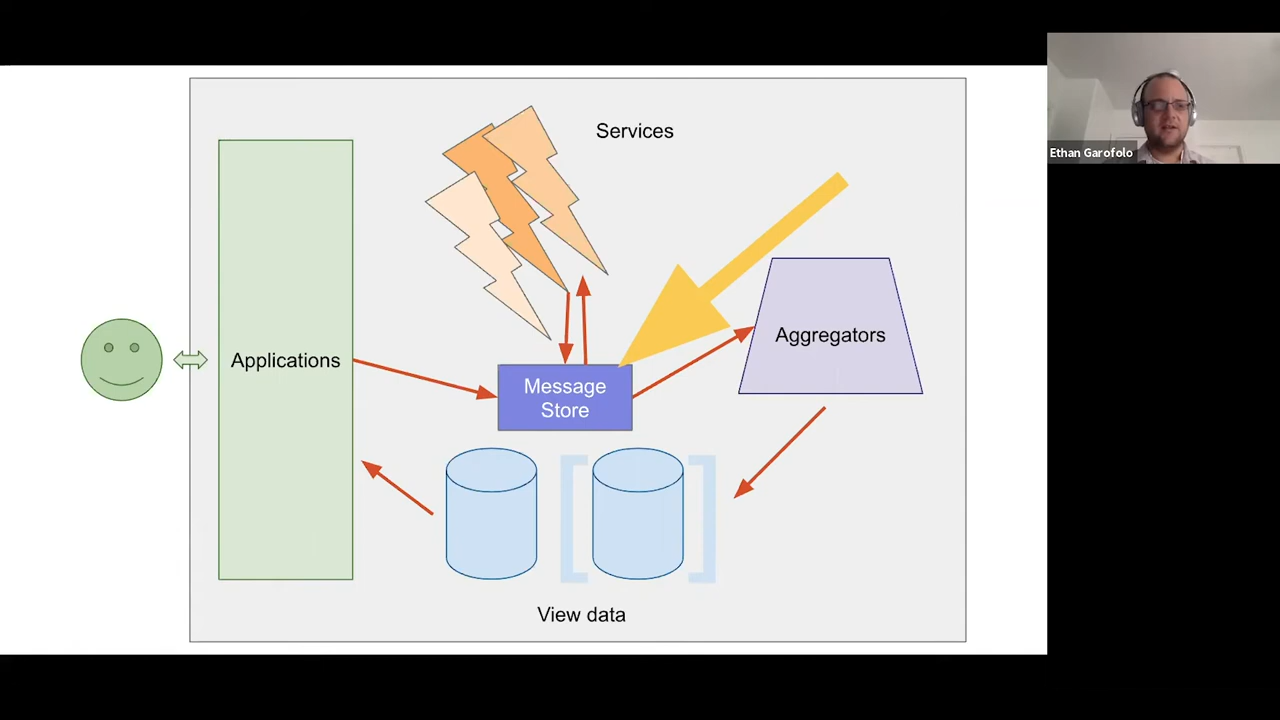 Services
Ethan Garofolo
Aggregators
Applications
Message
Store
View data